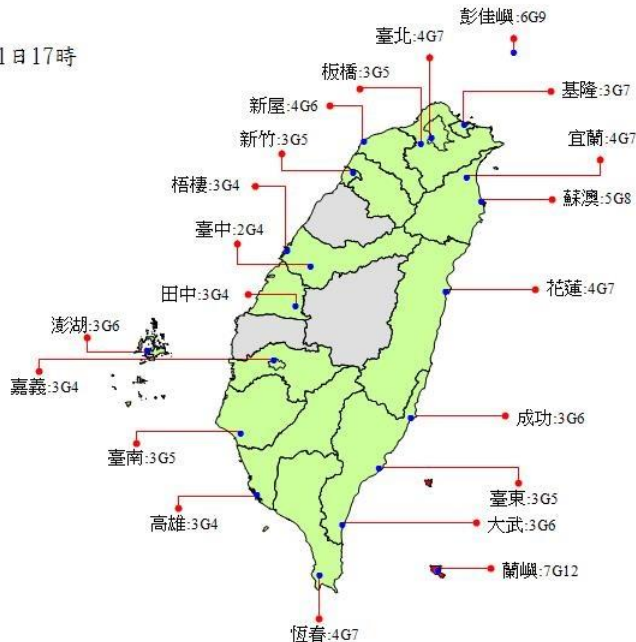 彭佳嶼:6G9
臺北:4G7
1日17時
板橋:3G5
基隆:3G7
新屋:4G6
新竹:3G5
宜蘭:4G7
梧棲:3G4
蘇澳:5G8
臺中:2G4
田中:3G4
花蓮:4G7
澎湖:3G6
嘉義:3G4
成功:3G6
臺南:3G5
臺東:3G5
高雄:3G4
大武:3G6
蘭嶼:7G12
恆春:4G7